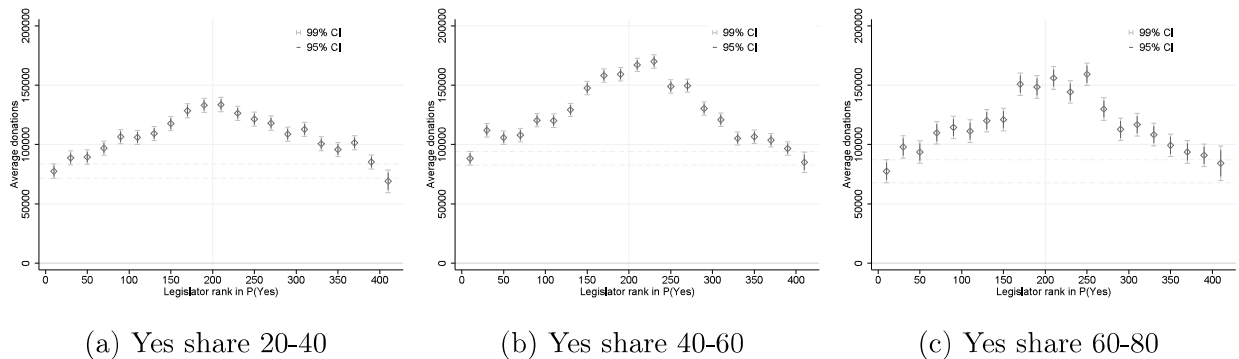 200000
150000
100000
50000
0
Average donations
99% CI
95% CI
0 50 100 150 200 250 300 350 400
Legislator rank in P(Yes)
(a) Yes share 20-40
200000
150000
100000
50000
0
Average donations
99% CI
95% CI
0 50 100 150 200 250 300 350 400
Legislator rank in P(Yes)
(b) Yes share 40-60
200000
150000
100000
50000
0
Average donations
99% CI
95% CI
0 50 100 150 200 250 300 350 400
Legislator rank in P(Yes)
(c) Yes share 60-80